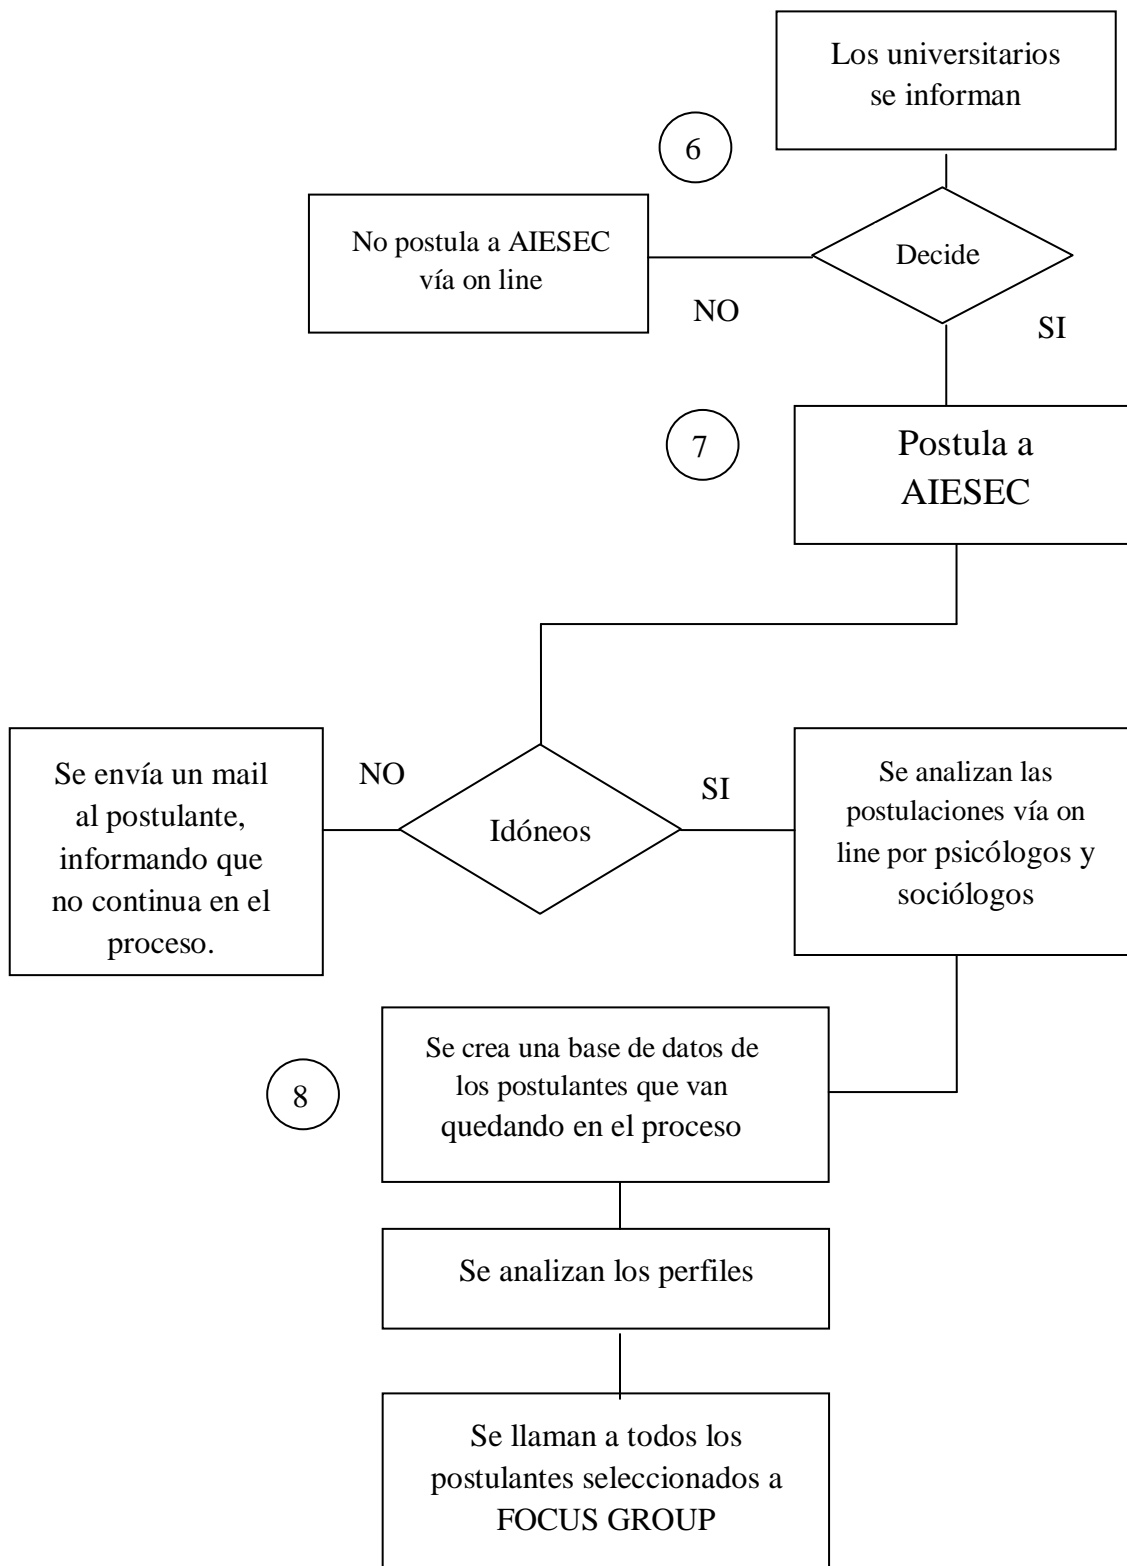 Los universitarios
se informan
6
No postula a AIESEC
vía on line
Decide
NO
SI
7
Postula a
AIESEC
Se envía un mail
al postulante,
informando que
no continua en el
proceso.
NO
Idóneos
SI
Se analizan las
postulaciones vía on
line por psicólogos y
sociólogos
8
Se crea una base de datos de
los postulantes que van
quedando en el proceso
Se analizan los perfiles
Se llaman a todos los
postulantes seleccionados a
FOCUS GROUP